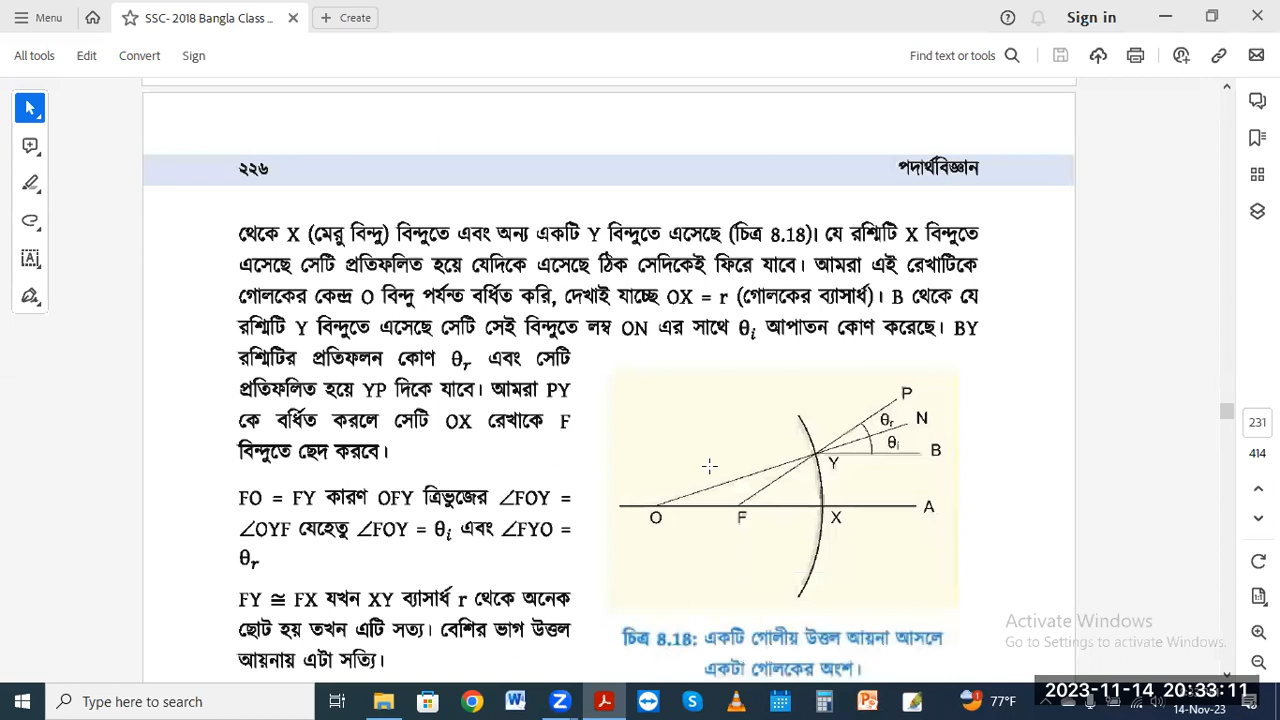 Menu
SSC- 2018 Bangla Class ...
Create
Sign in
All tools
Edit
Convert
Sign
Find text or tools
২২৬
পদার্থবিজ্ঞান
থেকে X (মেরু বিন্দু) বিন্দুতে এবং অন্য একটি Y বিন্দুতে এসেছে (চিত্র 8.18)। যে রশ্মিটি X বিন্দুতে
এসেছে সেটি প্রতিফলিত হয়ে যেদিকে এসেছে ঠিক সেদিকেই ফিরে যাবে। আমরা এই রেখাটিকে
গোলকের কেন্দ্র O বিন্দু পর্যন্ত বর্ধিত করি, দেখাই যাচ্ছে OX = r (গোলকের ব্যাসার্ধ)। B থেকে যে
রশ্মিটি Y বিন্দুতে এসেছে সেটি সেই বিন্দুতে লম্ব ON এর সাথে θi আপাতন কোণ করেছে। BY
রশ্মিটির প্রতিফলন কোণ θr এবং সেটি
প্রতিফলিত হয়ে YP দিকে যাবে। আমরা PY
কে বর্ধিত করলে সেটি OX রেখাকে F
বিন্দুতে ছেদ করবে।
FO = FY কারণ OFY ত্রিভুজের ∠FOY =
∠OYF যেহেতু ∠FOY = θi এবং ∠FYO =
θr
FY ≅ FX যখন XY ব্যাসার্ধ r থেকে অনেক
ছোট হয় তখন এটি সত্য। বেশির ভাগ উত্তল
আয়নায় এটা সত্যি।
P
θr
N
θi
B
Y
O
F
X
A
চিত্র 8.18: একটি গোলীয় উত্তল আয়না আসলে
একটা গোলকের অংশ।
231
414
Activate Windows
Go to Settings to activate Windows.
Type here to search
77°F
2023-11-14 20:33:11
14-Nov-23